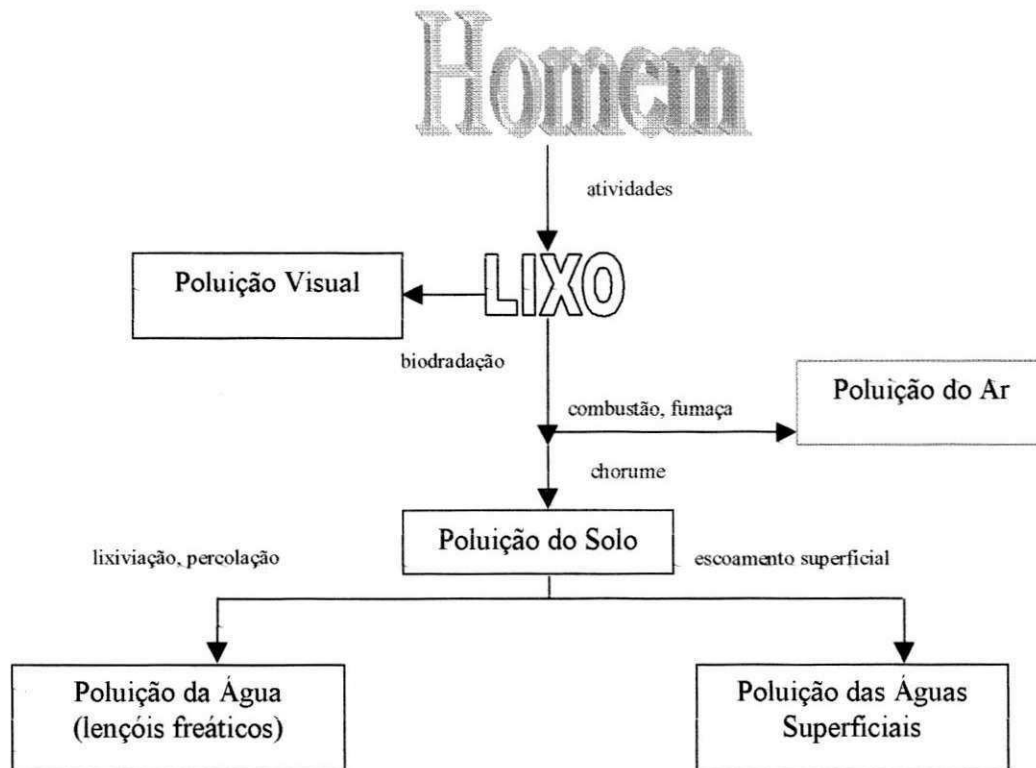 Homem
atividades
LIXO
Poluição Visual
biodradação
Poluição do Ar
combustão, fumaça
chorume
Poluição do Solo
lixiviação, percolação
escoamento superficial
Poluição da Água
(lençóis freáticos)
Poluição das Águas
Superfíciais